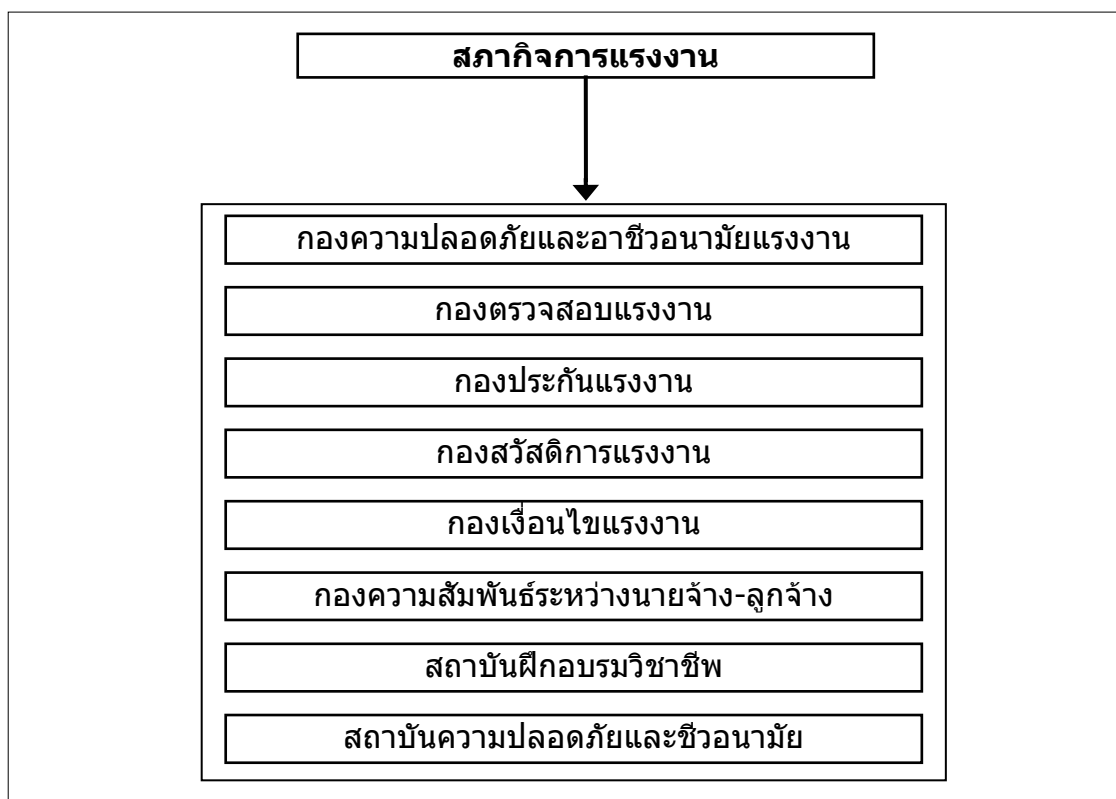 สภากิจการแรงงาน
กองความปลอดภัยและอาชีวอนามัยแรงงาน
กองตรวจสอบแรงงาน
กองประกันแรงงาน
กองสวัสดิการแรงงาน
กองเงื่อนไขแรงงาน
กองความสัมพันธ์ระหว่างนายจ้าง-ลูกจ้าง
สถาบันฝึกอบรมวิชาชีพ
สถาบันความปลอดภัยและชีวอนามัย